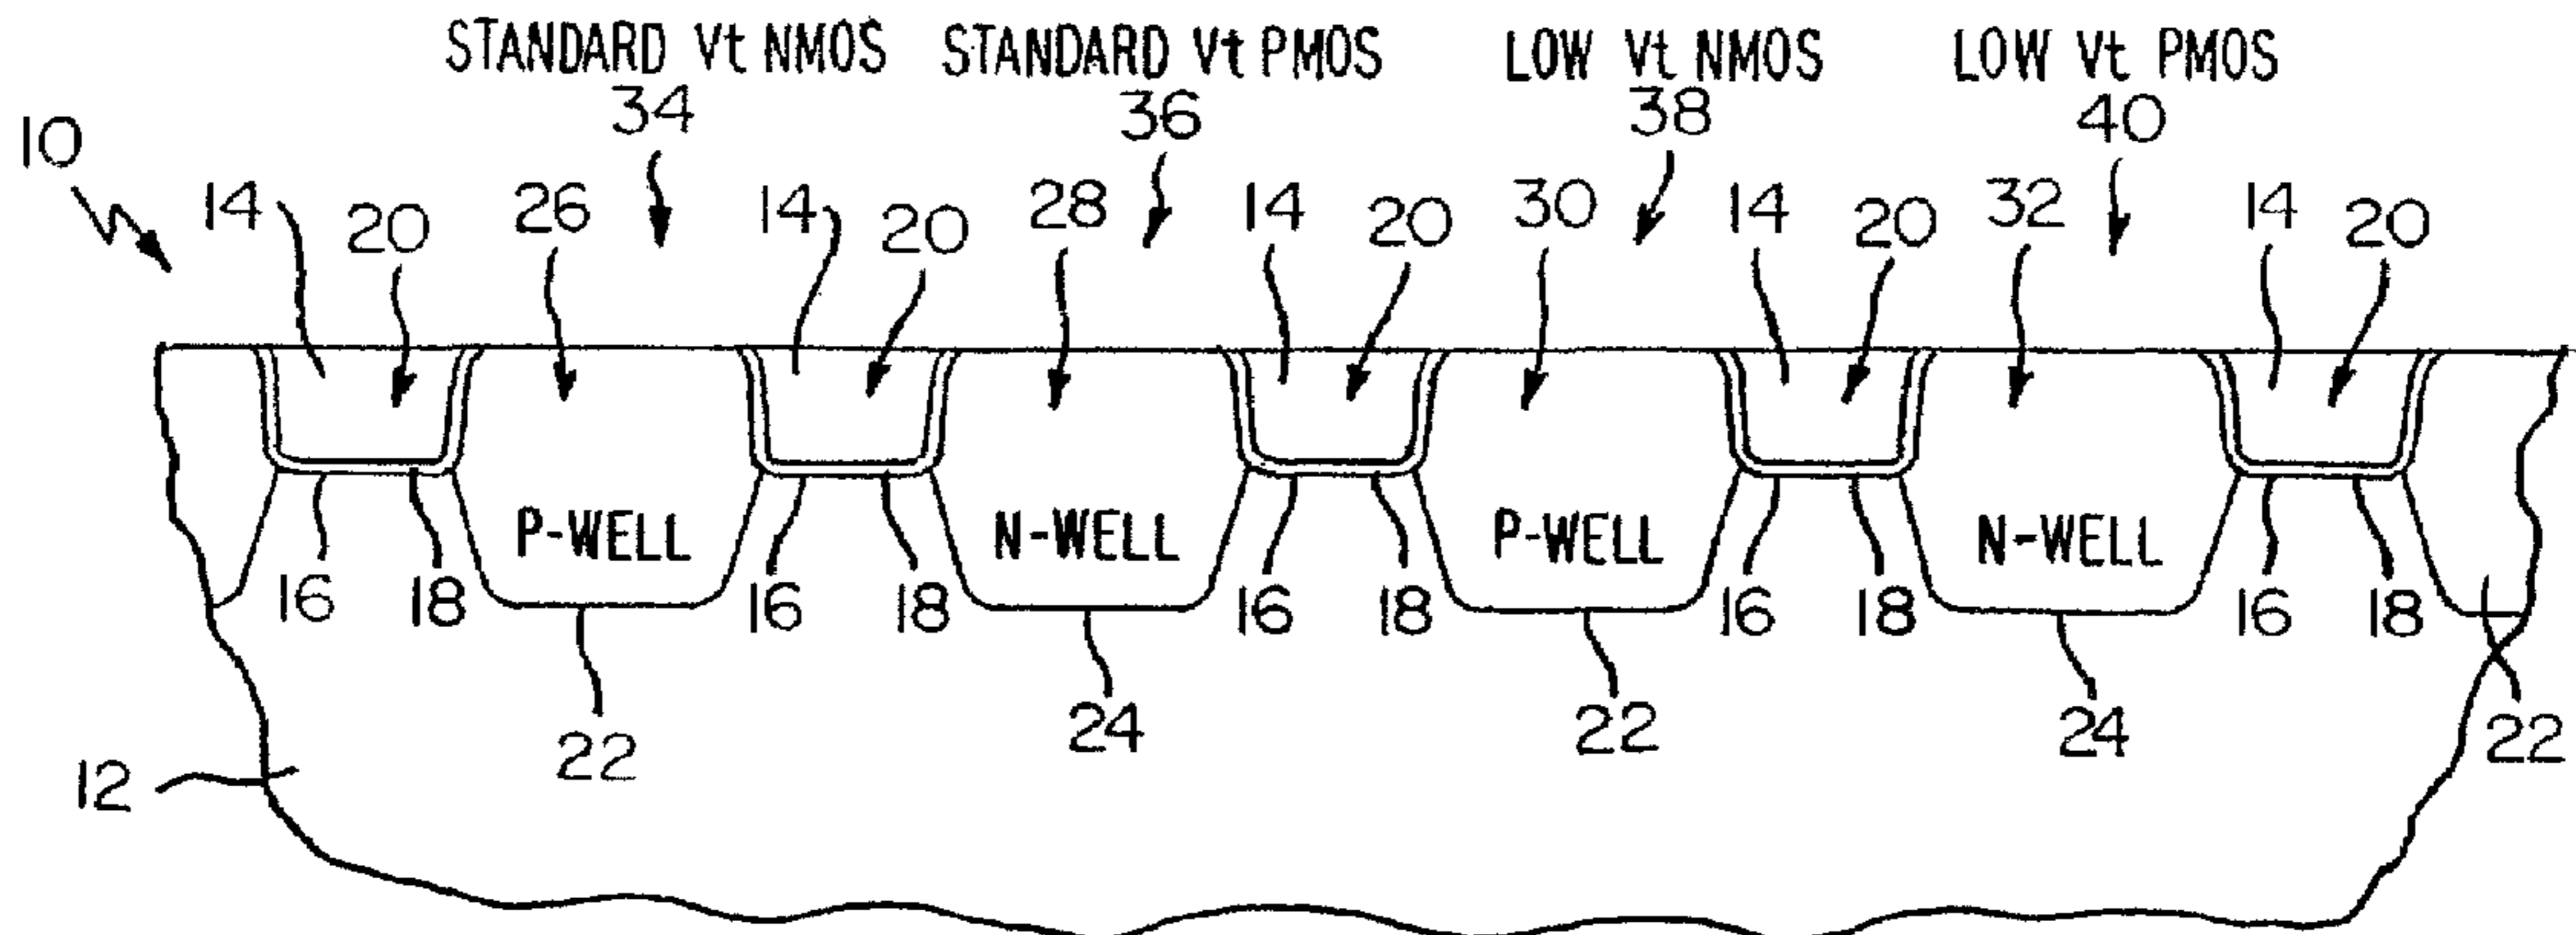 STANDARD Vt NMOS STANDARD Vt PMOS LOW Vt NMOS LOW Vt PMOS
34 36 38 40
10
14 20 26 14 20 28 14 20 30 14 20 32 14 20
P-WELL N-WELL P-WELL N-WELL
16 18 16 18 16 18 16 18 16 18
22 24 22 24 22
12